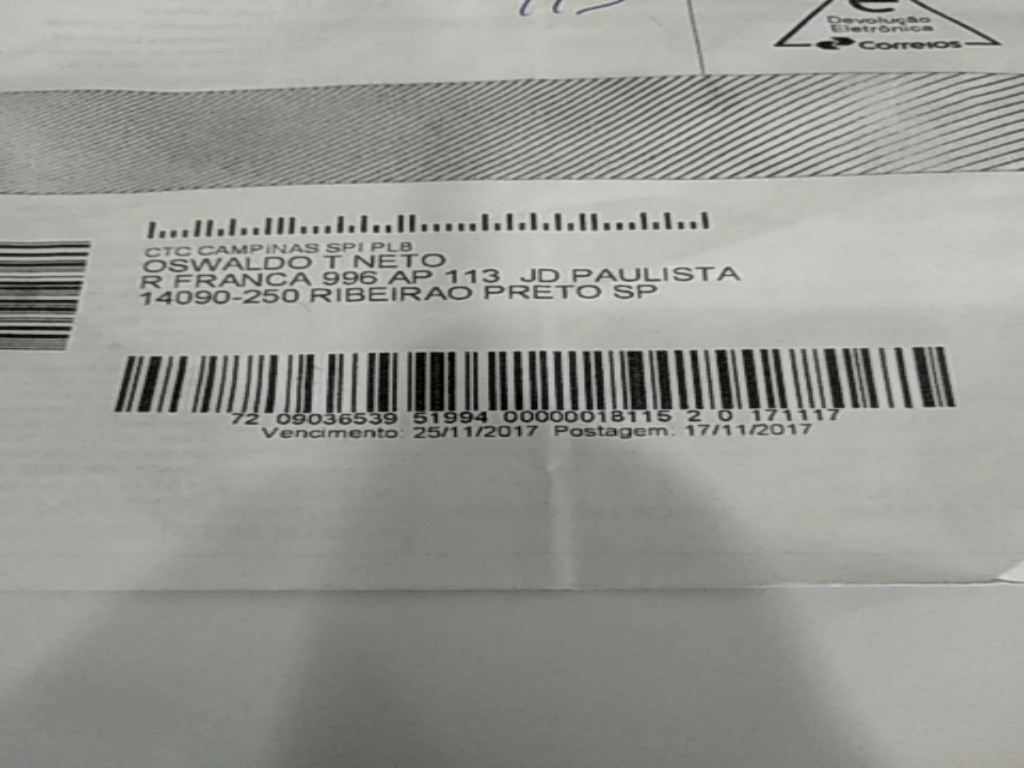 Devolução
Eletrônica
Correios
CTC CAMPINAS SPI PL8
OSWALDO T NETO
R FRANCA 996 AP 113 JD PAULISTA
14090-250 RIBEIRAO PRETO SP
72 09036539 51994 00000018115 2 0 171117
Vencimento: 25/11/2017 Postagem: 17/11/2017